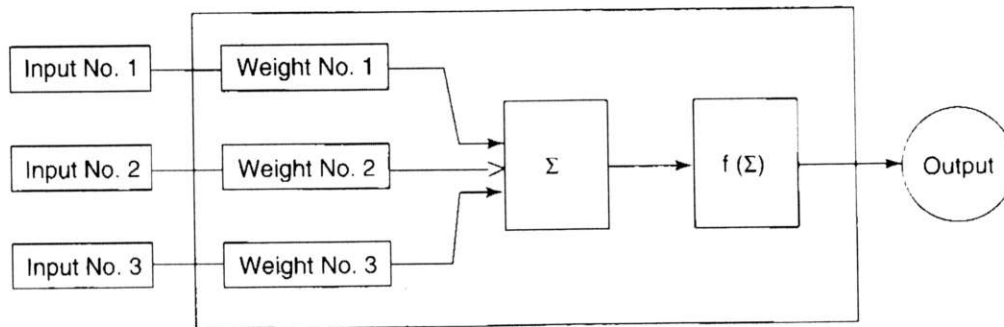 Input No. 1
Weight No. 1
Input No. 2
Weight No. 2
Σ
f (Σ)
Output
Input No. 3
Weight No. 3